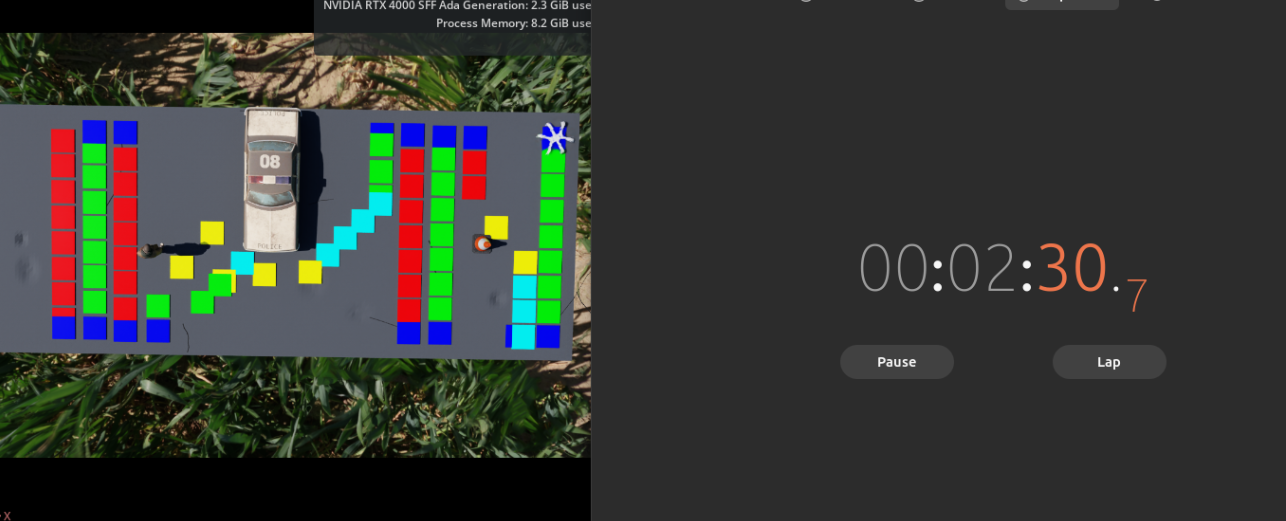 NVIDIA RTX 4000 SFF Ada Generation: 2.3 GiB use
Process Memory: 8.2 GiB use
08
POLICE
x
00:02:30.7
Pause
Lap